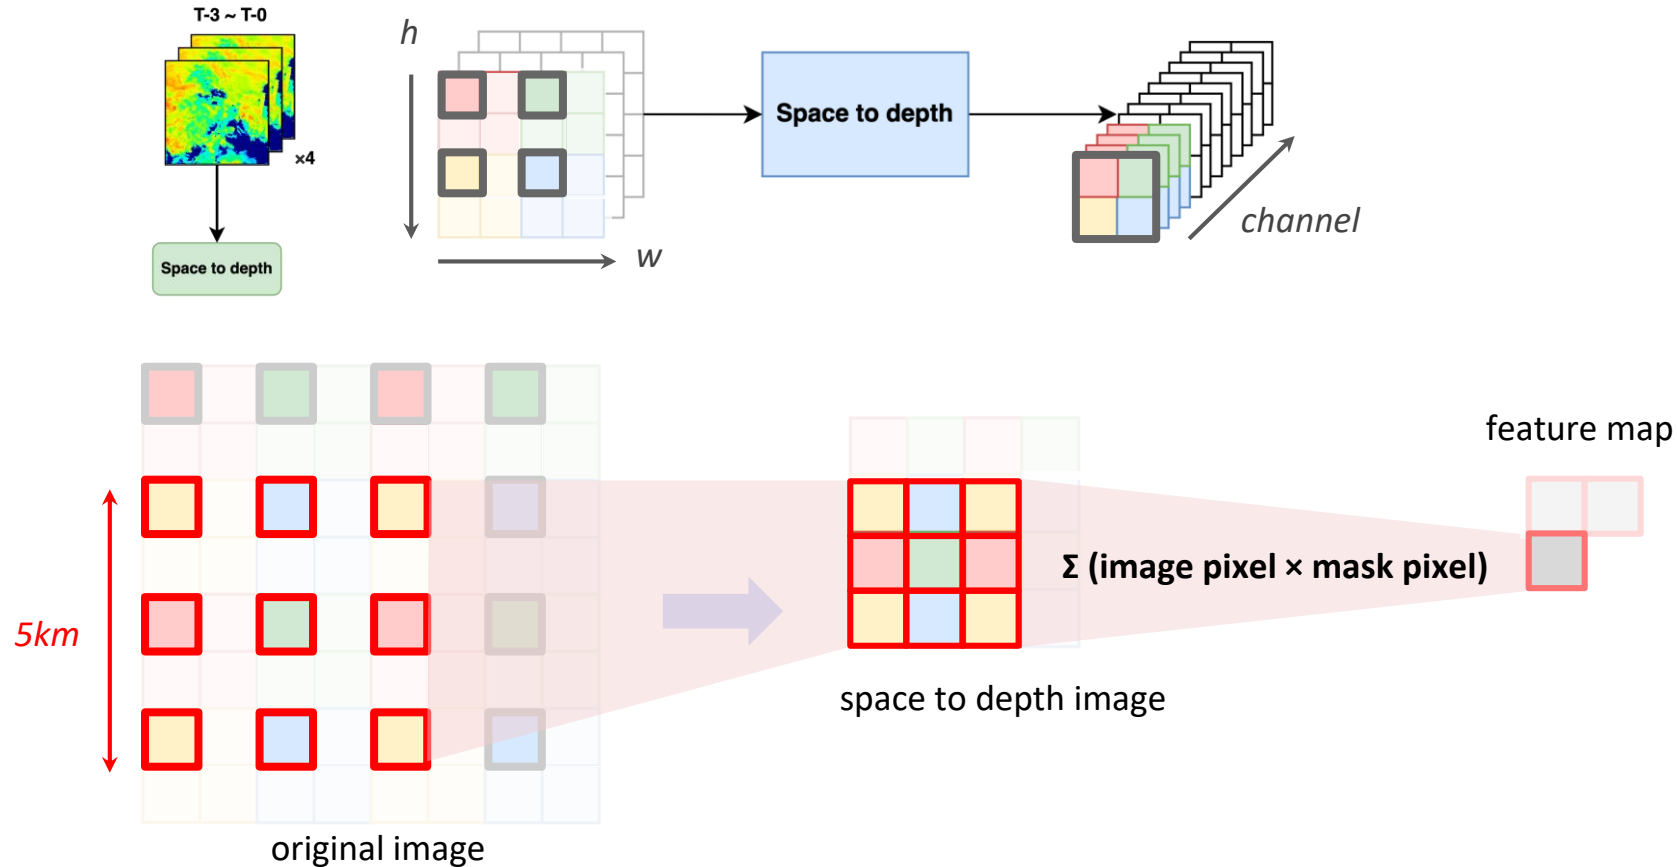 T-3 ~ T-0
×4
Space to depth
h
w
Space to depth
channel
5km
original image
space to depth image
Σ (image pixel × mask pixel)
feature map